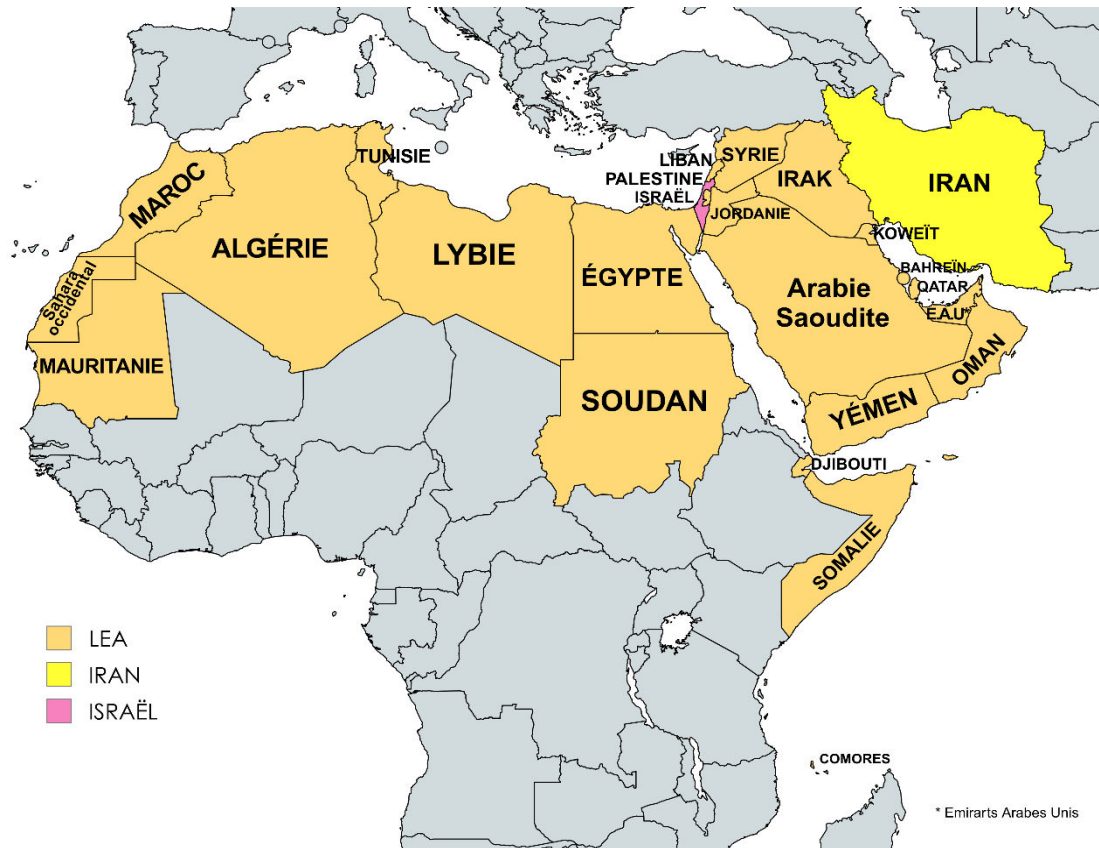 TUNISIE
MAROC
ALGÉRIE
LYBIE
ÉGYPTE
Sahara
occidental
MAURITANIE
SOUDAN
LIBAN
PALESTINE
ISRAËL
SYRIE
IRAK
JORDANIE
IRAN
KOWEÏT
BAHREÏN
QATAR
E.A.U*
Arabie
Saoudite
OMAN
YÉMEN
DJIBOUTI
SOMALIE
COMORES
LEA
IRAN
ISRAËL
* Emirarts Arabes Unis